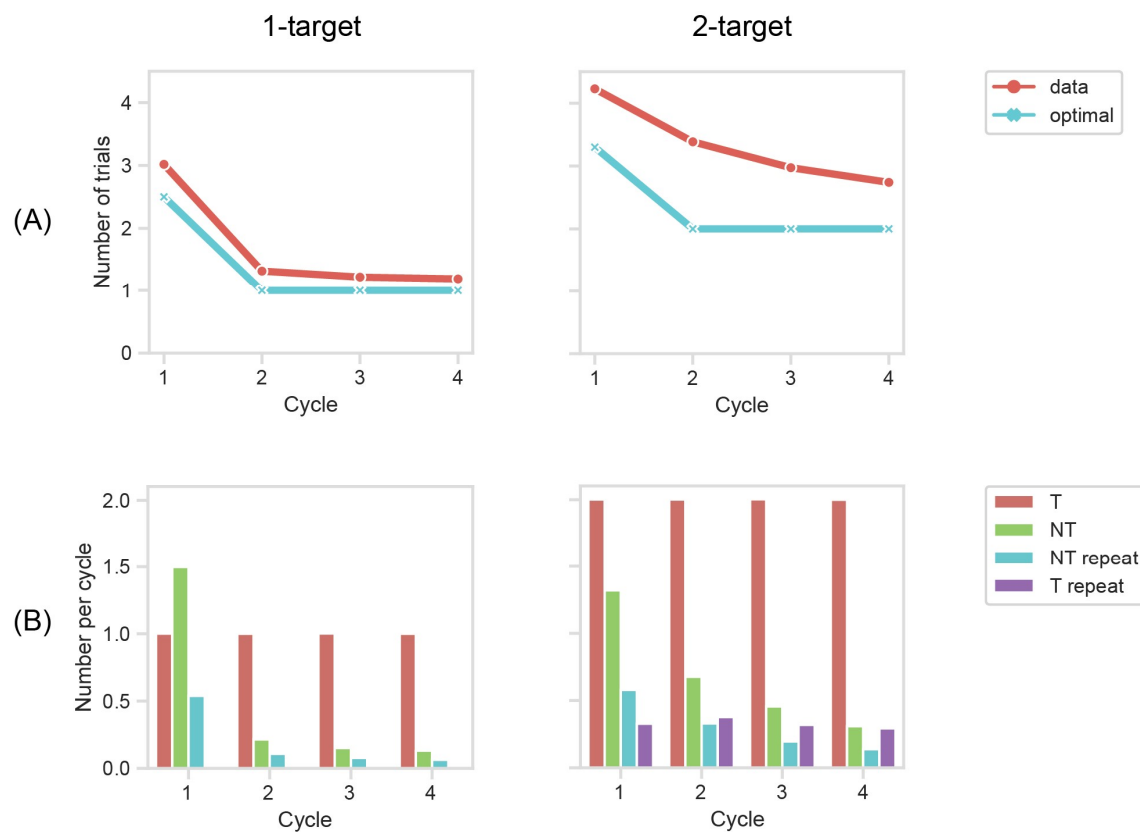 1-target
2-target
(A)
Number of trials
4
3
2
1
0
1
2
3
4
Cycle
1
2
3
4
Cycle
data
optimal
(B)
Number per cycle
2.0
1.5
1.0
0.5
0.0
1
2
3
4
Cycle
1
2
3
4
Cycle
T
NT
NT repeat
T repeat